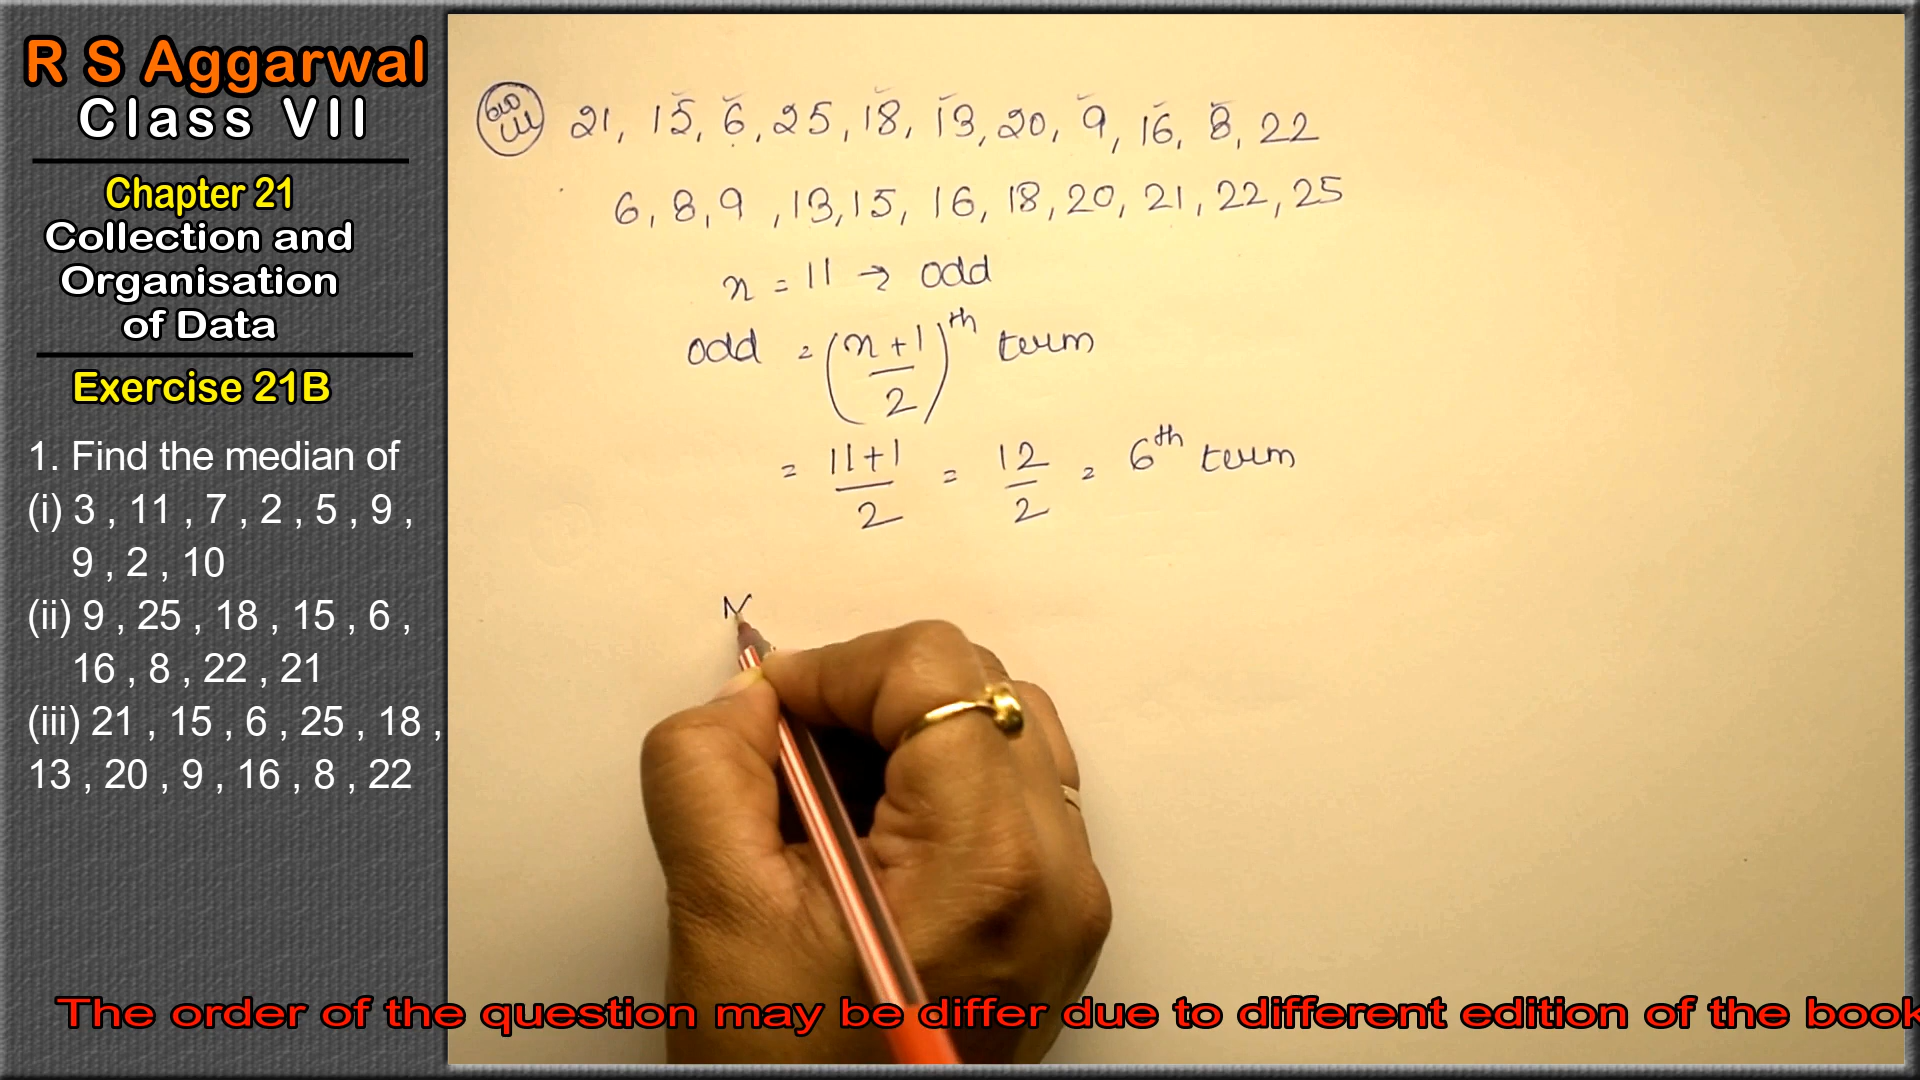 R S Aggarwal
Class VII
Chapter 21
Collection and
Organisation
of Data
Exercise 21B
1. Find the median of
(i) 3 , 11 , 7 , 2 , 5 , 9 ,
9 , 2 , 10
(ii) 9 , 25 , 18 , 15 , 6 ,
16 , 8 , 22 , 21
(iii) 21 , 15 , 6 , 25 , 18 ,
13 , 20 , 9 , 16 , 8 , 22
21, 15, 6, 25, 18, 13, 20, 9, 16, 8, 22
6, 8, 9, 13, 15, 16, 18, 20, 21, 22, 25
n = 11 → odd
odd = (n+1/2)th term
= 11+1/2 = 12/2 = 6th term
The order of the question may be differ due to different edition of the book